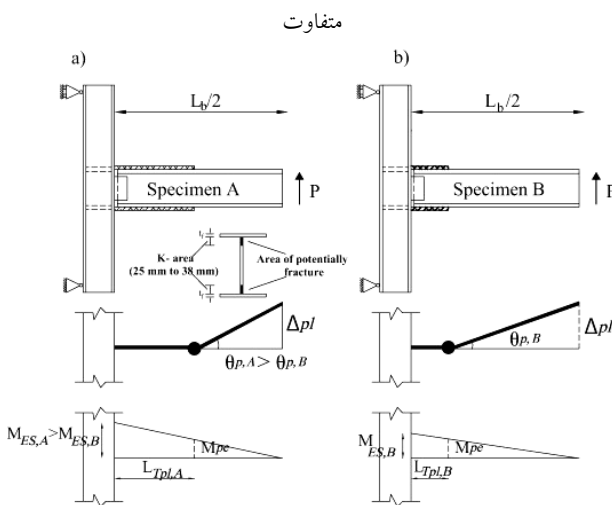 متفاوت
a)
b)
L_b/2
L_b/2
Specimen A
P
Specimen B
K- area
(25 mm to 38 mm)
Area of potentially
fracture
Δpl
θp,A > θp,B
Δpl
θp,B
M_ES,A>M_ES,B
Mpe
L_Tpl,A
M_ES,B
Mpe
L_Tpl,B